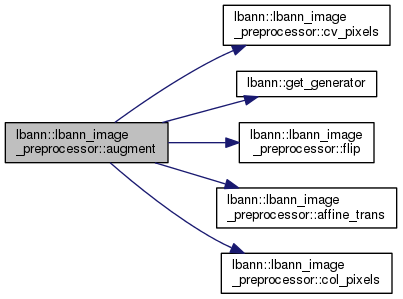 lbann::lbann_image
_preprocessor::cv_pixels
lbann::get_generator
lbann::lbann_image
_preprocessor::augment
lbann::lbann_image
_preprocessor::flip
lbann::lbann_image
_preprocessor::affine_trans
lbann::lbann_image
_preprocessor::col_pixels